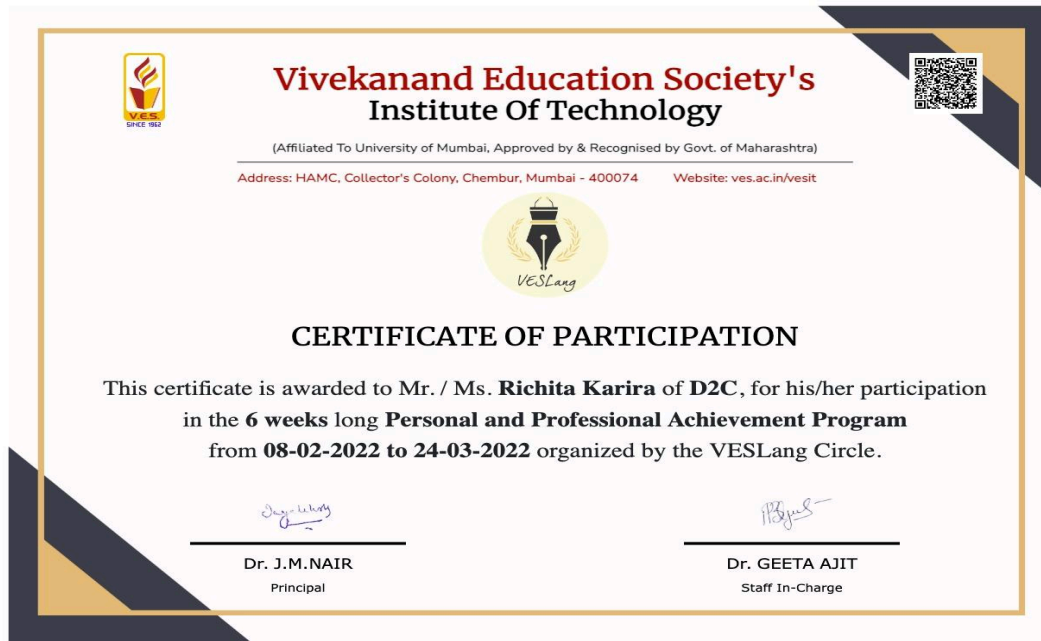 V.E.S.
SINCE 1962
Vivekanand Education Society's
Institute Of Technology
(Affiliated To University of Mumbai, Approved by & Recognised by Govt. of Maharashtra)
Address: HAMC, Collector's Colony, Chembur, Mumbai - 400074 Website: ves.ac.in/vesit
VESLang
CERTIFICATE OF PARTICIPATION
This certificate is awarded to Mr. / Ms. Richita Karira of D2C, for his/her participation
in the 6 weeks long Personal and Professional Achievement Program
from 08-02-2022 to 24-03-2022 organized by the VESLang Circle.
Dr. J.M.NAIR
Principal
Dr. GEETA AJIT
Staff In-Charge